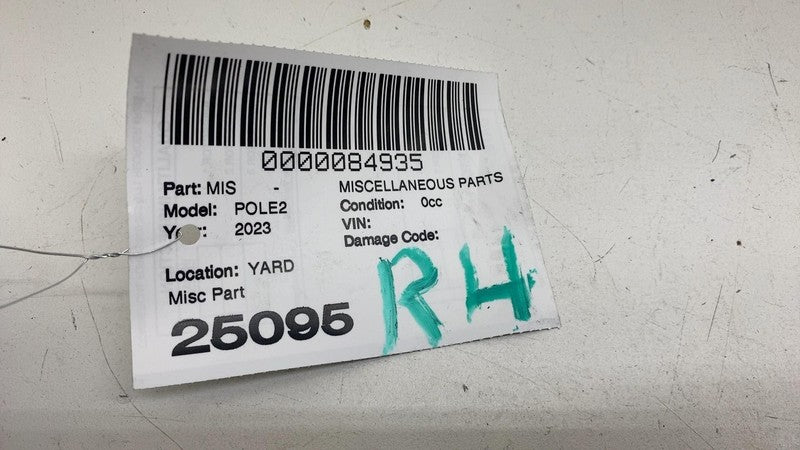 0000084935
Part: MIS - MISCELLANEOUS PARTS
Model: POLE2 Condition: 0cc
Year: 2023 VIN:
Damage Code:
Location: YARD
Misc Part
25095
R4